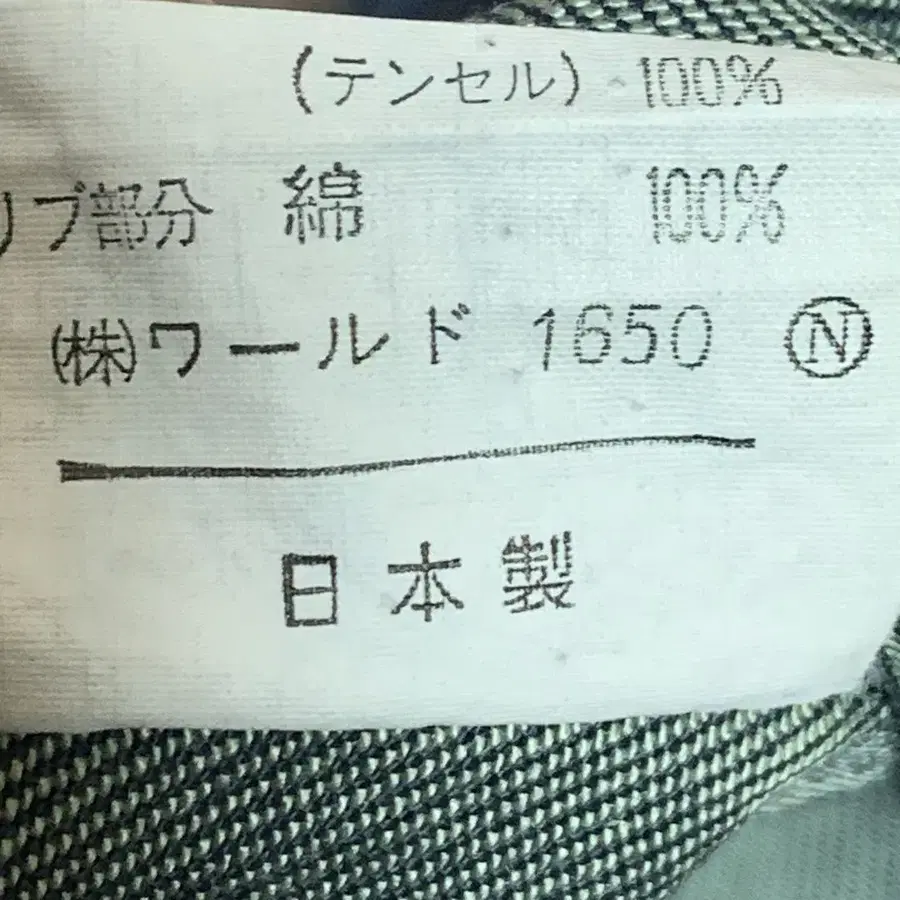 (テンセル) 100%
リブ部分 綿 100%
㈱ワールド 1650 Ⓝ
日本製